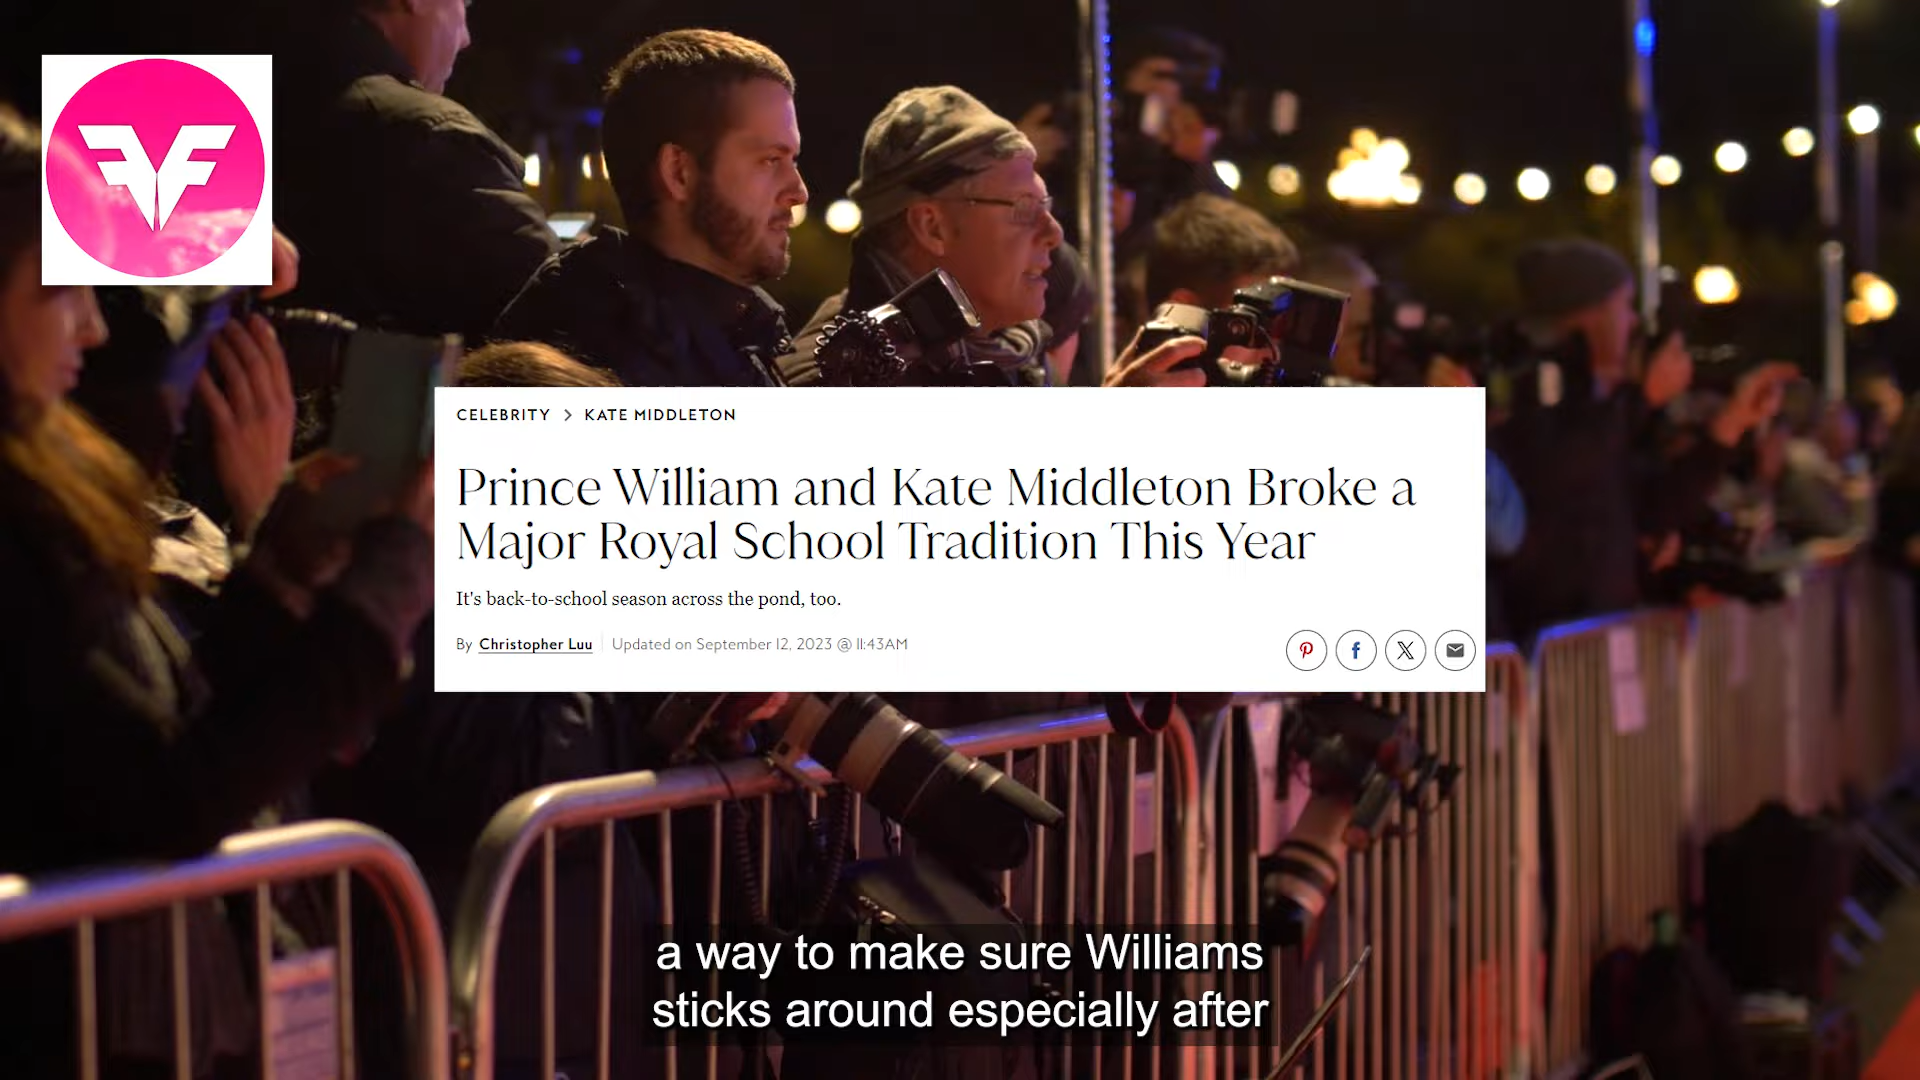 CELEBRITY > KATE MIDDLETON
Prince William and Kate Middleton Broke a
Major Royal School Tradition This Year
It's back-to-school season across the pond, too.
By Christopher Luu Updated on September 12, 2023 @ 11:43AM
a way to make sure Williams
sticks around especially after